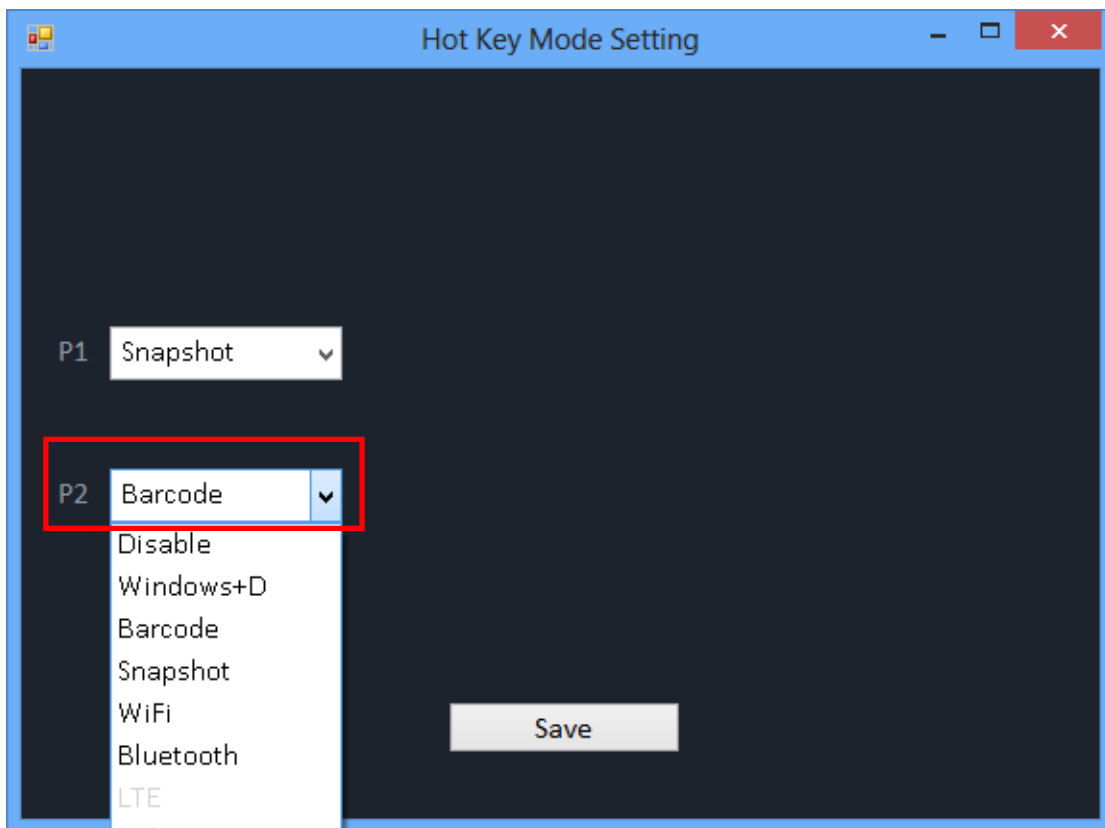 Hot Key Mode Setting
P1 Snapshot
P2 Barcode
Disable
Windows+D
Barcode
Snapshot
WiFi
Save
Bluetooth
LTE